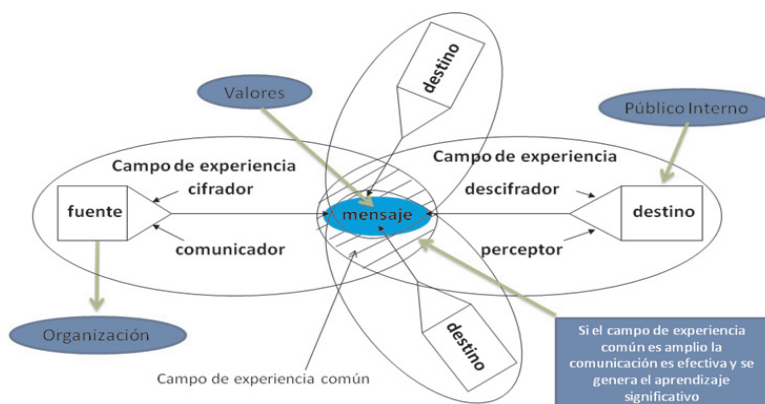 destino
Valores
Público Interno
Campo de experiencia
cifrador
Campo de experiencia
descifrador
fuente
mensaje
destino
comunicador
perceptor
Organización
destino
Campo de experiencia común
Si el campo de experiencia
común es amplio la
comunicación es efectiva y se
genera el aprendizaje
significativo